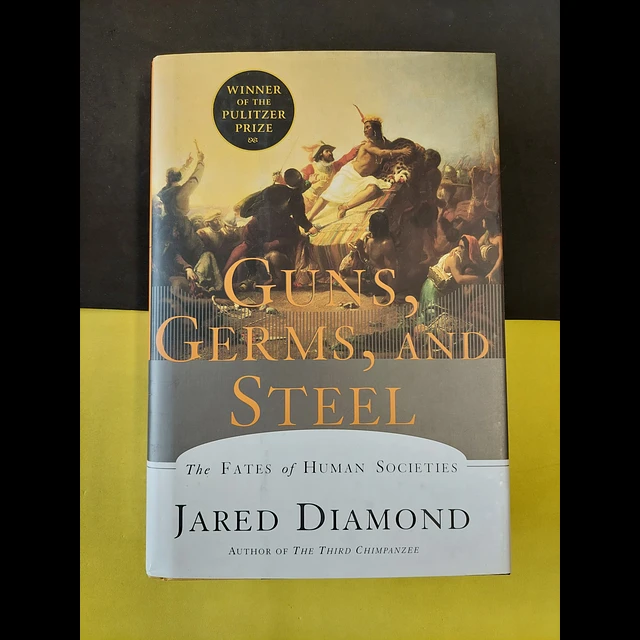 WINNER
OF THE
PULITZER
PRIZE
GUNS,
GERMS, AND
STEEL
The FATES of HUMAN SOCIETIES
JARED DIAMOND
AUTHOR OF THE THIRD CHIMPANZEE